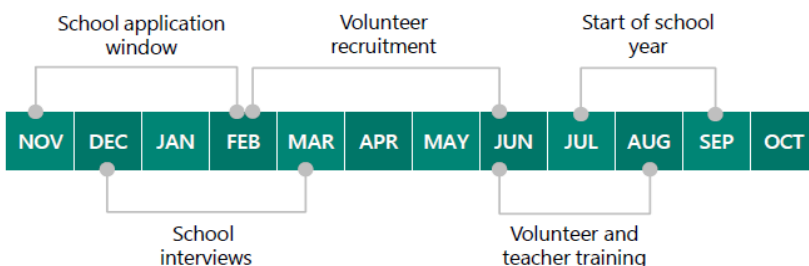 School application
window
Volunteer
recruitment
Start of school
year
NOV DEC JAN FEB MAR APR MAY JUN JUL AUG SEP OCT
School
interviews
Volunteer and
teacher training